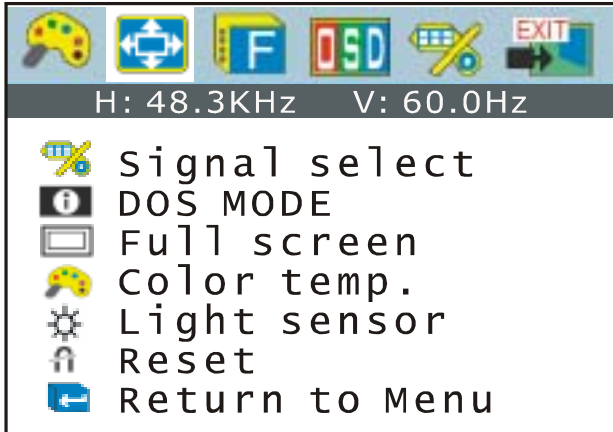 F OSD EXIT
H: 48.3KHz V: 60.0Hz
Signal select
DOS MODE
Full screen
Color temp.
Light sensor
Reset
Return to Menu